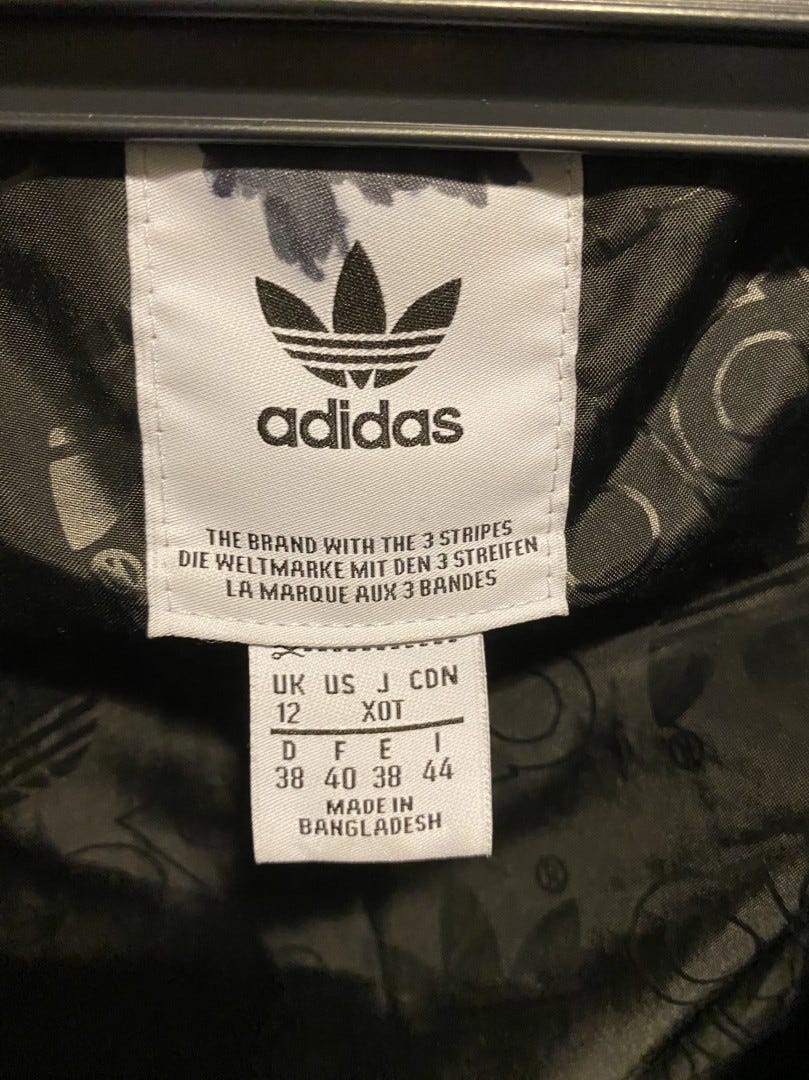 adidas
THE BRAND WITH THE 3 STRIPES
DIE WELTMARKE MIT DEN 3 STREIFEN
LA MARQUE AUX 3 BANDES
UK US J CDN
12 XOT
D F E I
38 40 38 44
MADE IN
BANGLADESH
®
®